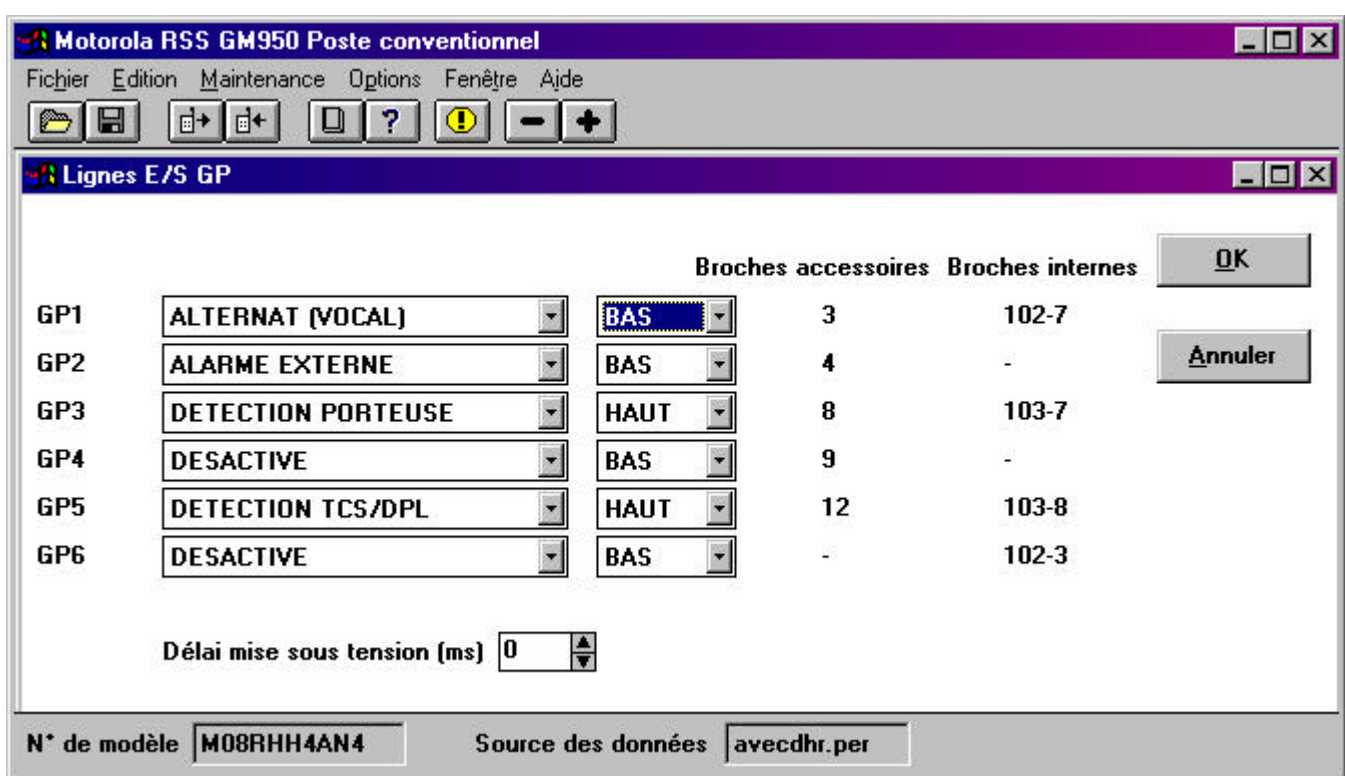 Motorola RSS GM950 Poste conventionnel
Fichier Edition Maintenance Options Fenêtre Aide
Lignes E/S GP
Broches accessoires Broches internes OK
GP1 ALTERNAT (VOCAL) BAS 3 102-7
GP2 ALARME EXTERNE BAS 4 - Annuler
GP3 DETECTION PORTEUSE HAUT 8 103-7
GP4 DESACTIVE BAS 9 -
GP5 DETECTION TCS/DPL HAUT 12 103-8
GP6 DESACTIVE BAS - 102-3
Délai mise sous tension (ms) 0
N° de modèle M08RHH4AN4 Source des données avecdhr.per